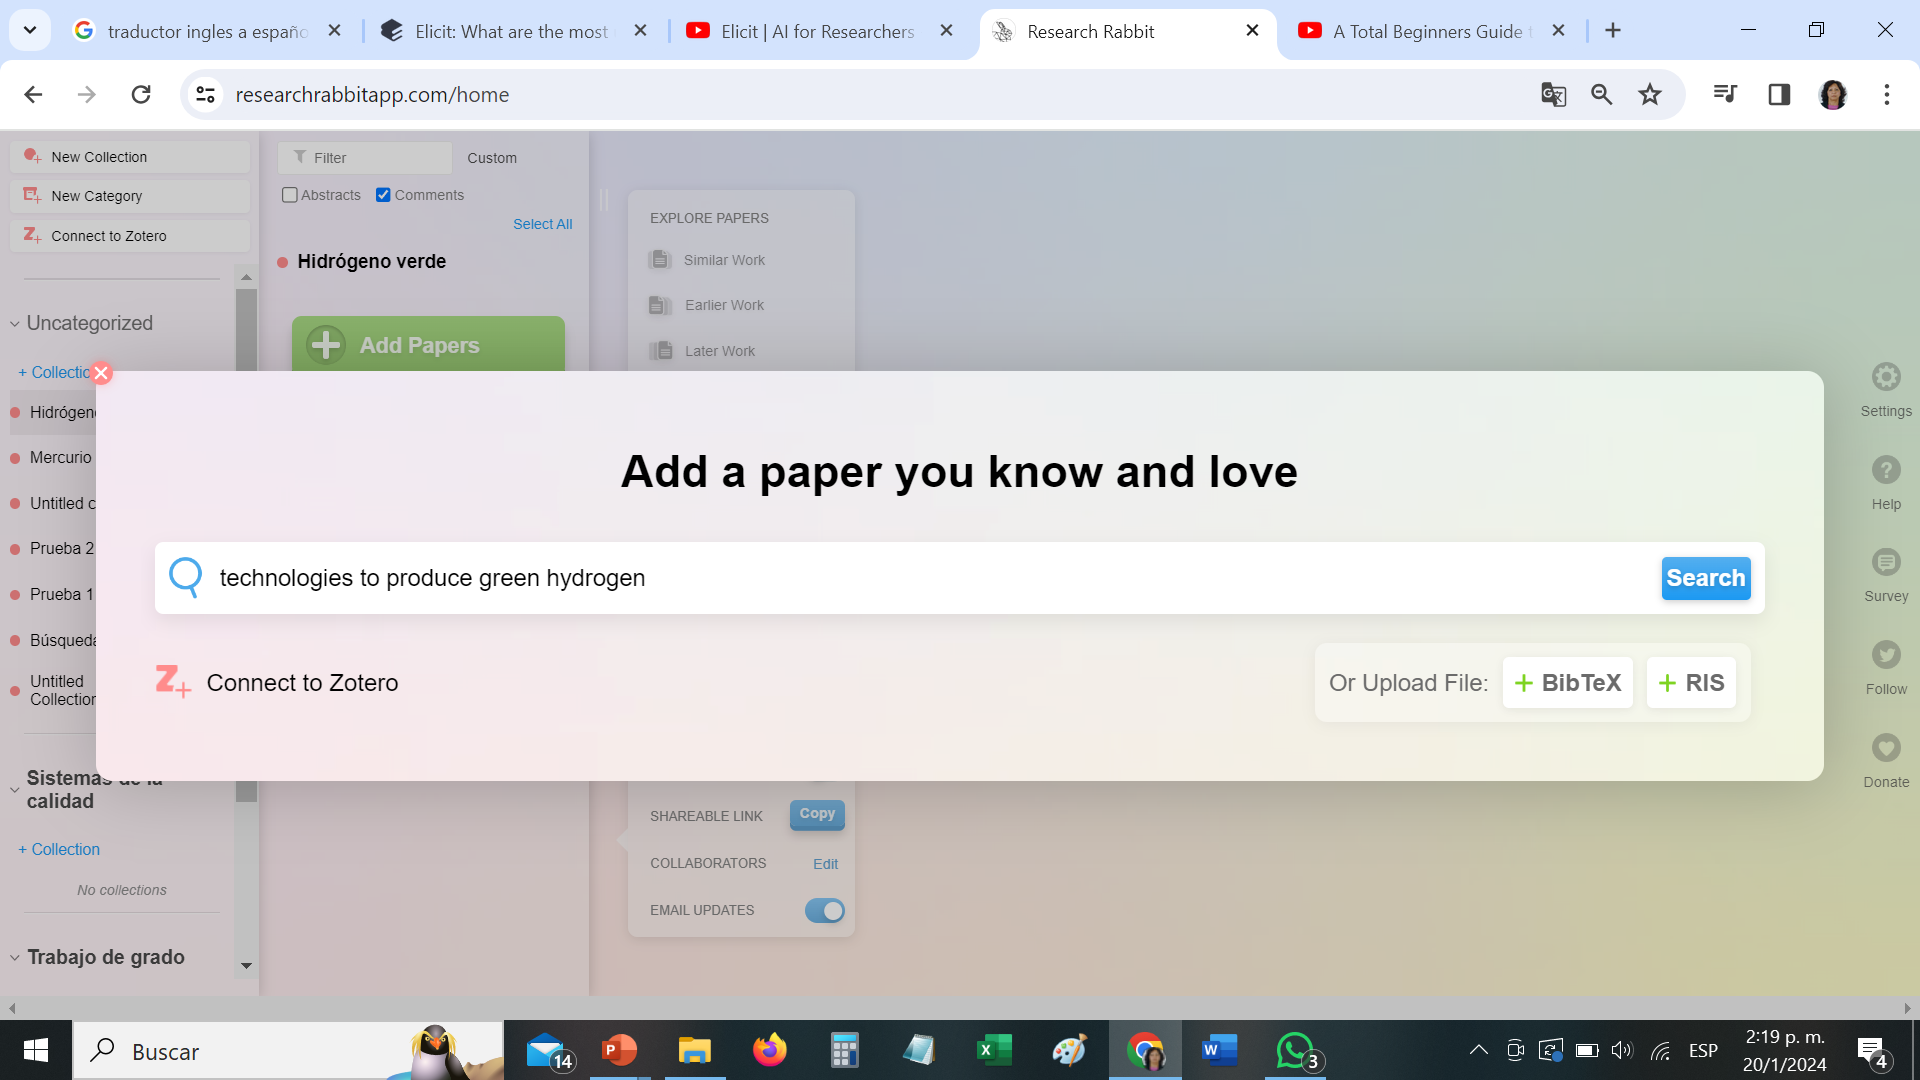 traductor ingles a españo
Elicit: What are the most
Elicit | AI for Researchers
Research Rabbit
A Total Beginners Guide t
researchrabbitapp.com/home
New Collection
New Category
Connect to Zotero
Uncategorized
+ Collectio
Hidrógeno
Mercurio
Untitled c
Prueba 2
Prueba 1
Búsqueda
Untitled
Collection
Sistemas de la
calidad
+ Collection
No collections
Trabajo de grado
Filter
Custom
Abstracts
Comments
Select All
Hidrógeno verde
Add Papers
EXPLORE PAPERS
Similar Work
Earlier Work
Later Work
Add a paper you know and love
technologies to produce green hydrogen
Search
Connect to Zotero
Or Upload File:
+ BibTeX
+ RIS
SHAREABLE LINK
Copy
COLLABORATORS
Edit
EMAIL UPDATES
Settings
Help
Survey
Follow
Donate
Buscar
14
3
ESP
2:19 p. m.
20/1/2024
4